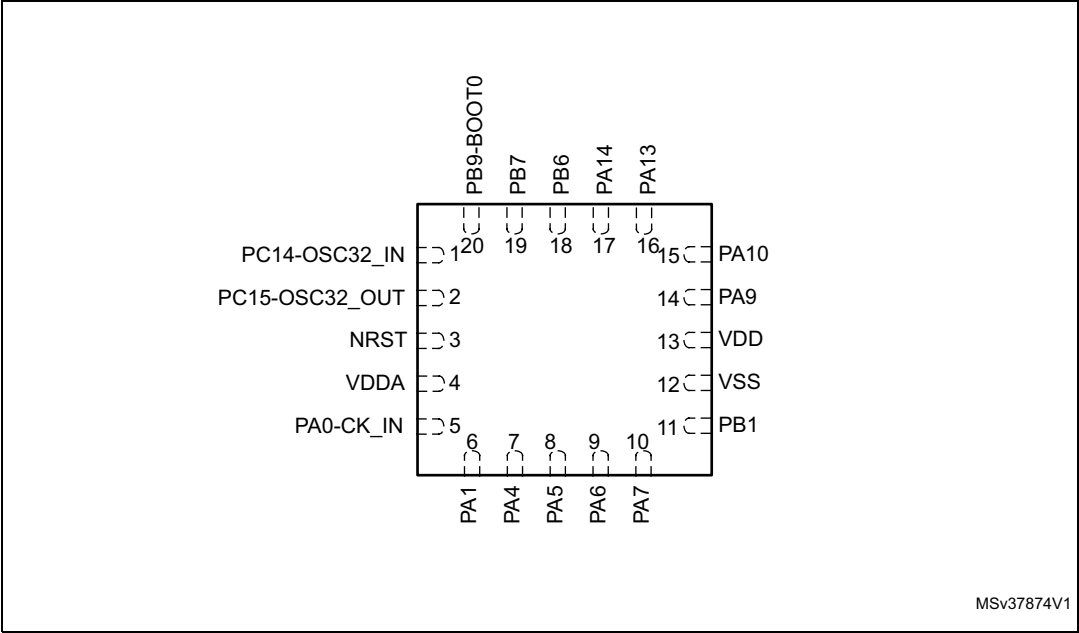 PB9-BOOT0
PB7
PB6
PA14
PA13
20
19
18
17
16
PC14-OSC32_IN
1
PC15-OSC32_OUT
2
NRST
3
VDDA
4
PA0-CK_IN
5
15
PA10
14
PA9
13
VDD
12
VSS
11
PB1
6
7
8
9
10
PA1
PA4
PA5
PA6
PA7
MSv37874V1